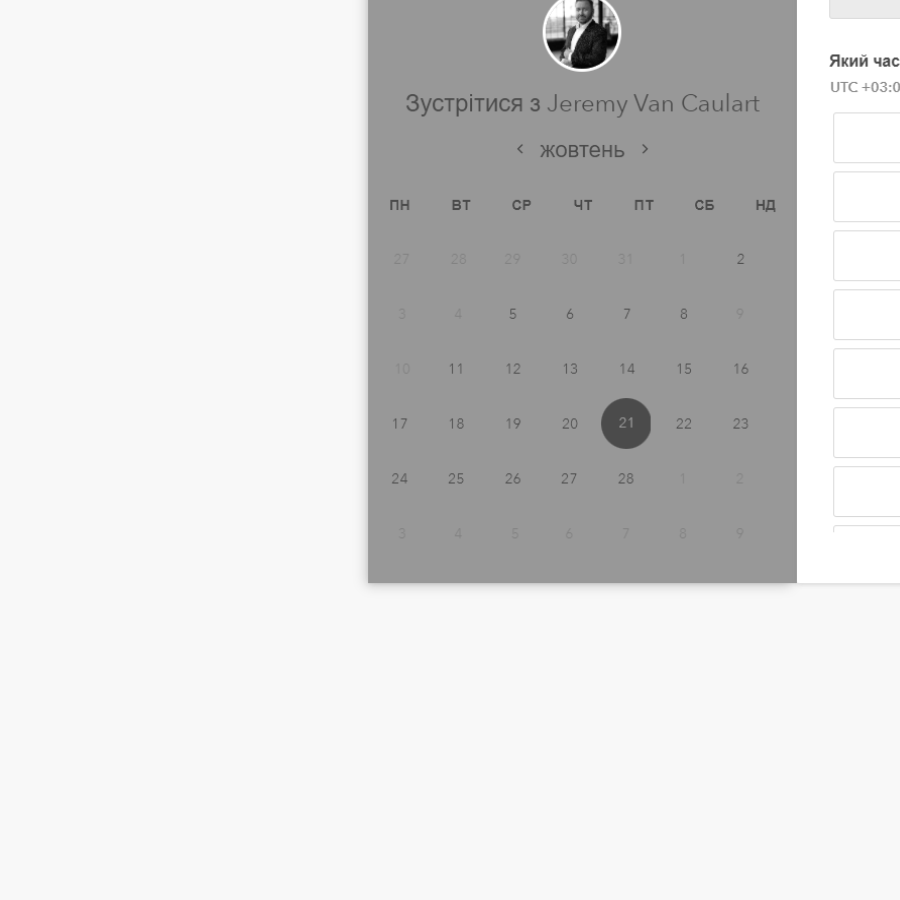 Зустрітися з Jeremy Van Caulart
жовтень
ПН ВТ СР ЧТ ПТ СБ НД
27 28 29 30 31 1 2
3 4 5 6 7 8 9
10 11 12 13 14 15 16
17 18 19 20 21 22 23
24 25 26 27 28 1 2
3 4 5 6 7 8 9
Який час
UTC +03:0